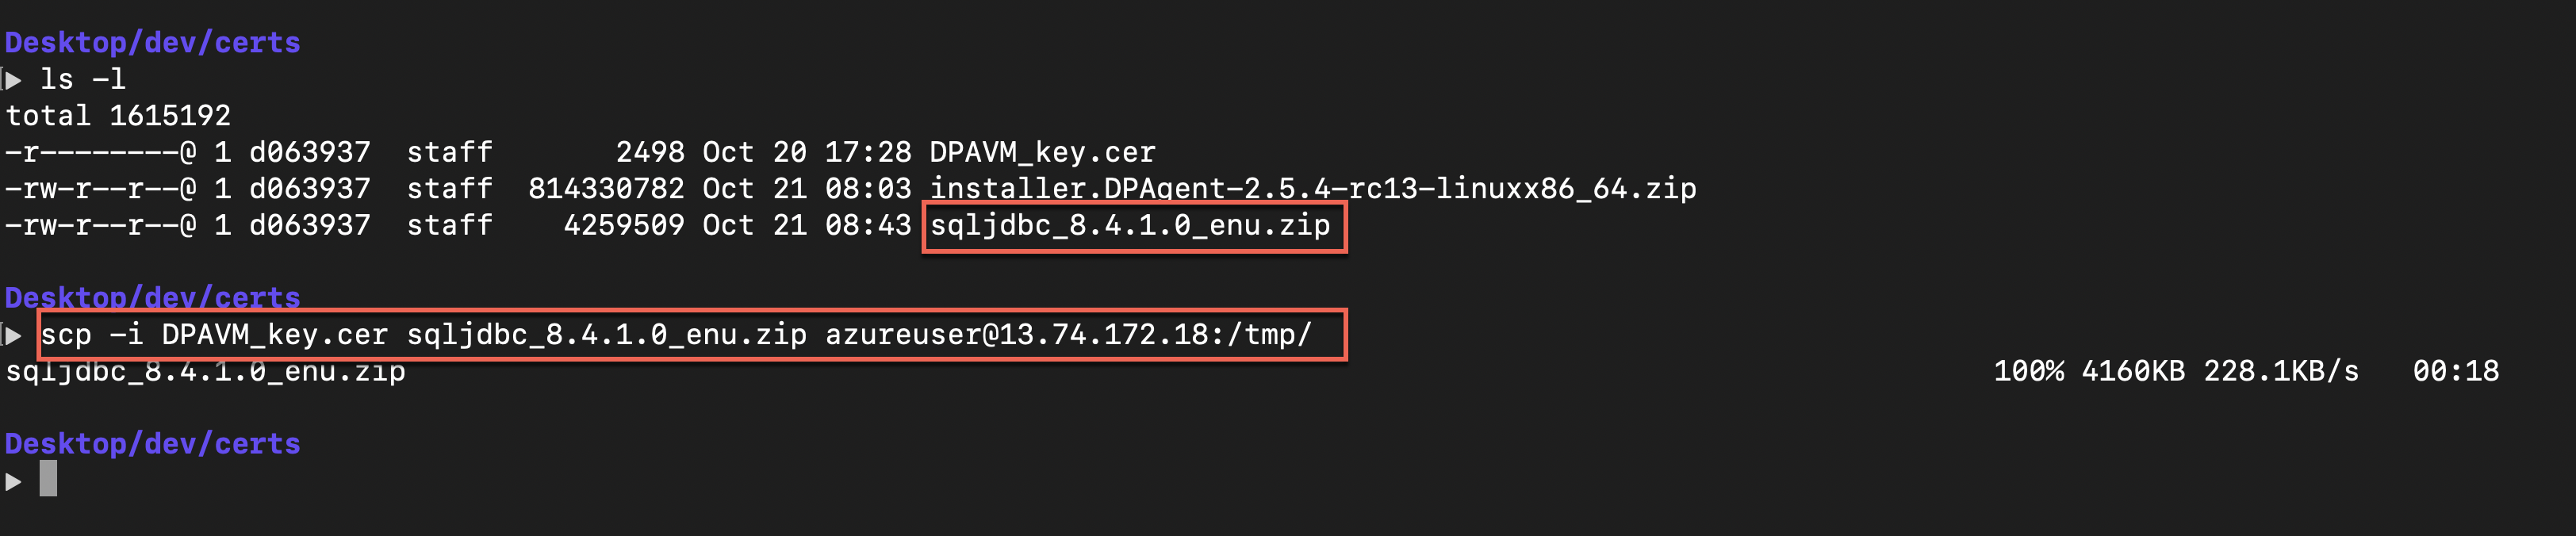 Desktop/dev/certs
▶ ls -l
total 1615192
-r--------@ 1 d063937  staff       2498 Oct 20 17:28 DPAVM_key.cer
-rw-r--r--@ 1 d063937  staff  814330782 Oct 21 08:03 installer.DPAgent-2.5.4-rc13-linuxx86_64.zip
-rw-r--r--@ 1 d063937  staff    4259509 Oct 21 08:43 sqljdbc_8.4.1.0_enu.zip
Desktop/dev/certs
▶ scp -i DPAVM_key.cer sqljdbc_8.4.1.0_enu.zip azureuser@13.74.172.18:/tmp/
sqljdbc_8.4.1.0_enu.zip 100% 4160KB 228.1KB/s   00:18
Desktop/dev/certs
▶